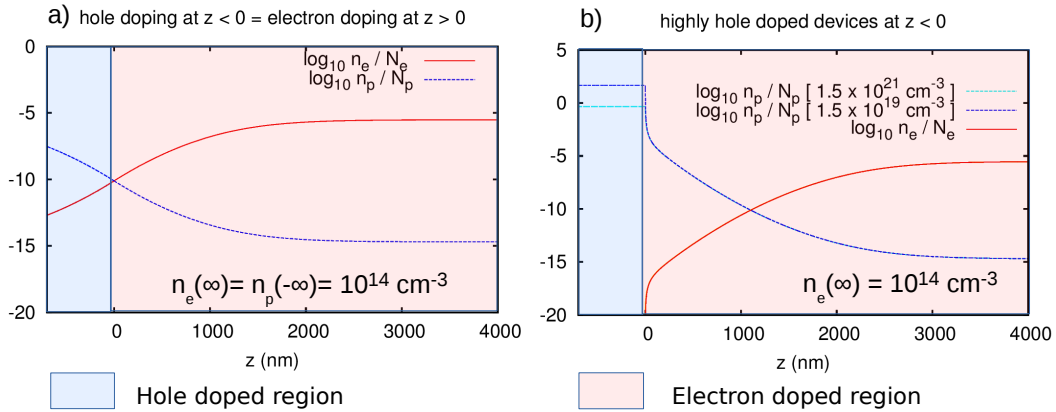 a) hole doping at z < 0 = electron doping at z > 0
0
-5
-10
-15
-20
log₁₀ nₑ / Nₑ
log₁₀ nₚ / Nₚ
nₑ(∞)= nₚ(-∞)= 10¹⁴ cm⁻³
0 1000 2000 3000 4000
z (nm)
Hole doped region
b) highly hole doped devices at z < 0
5
0
-5
-10
-15
-20
log₁₀ nₚ / Nₚ [ 1.5 x 10²¹ cm⁻³ ]
log₁₀ nₚ / Nₚ [ 1.5 x 10¹⁹ cm⁻³ ]
log₁₀ nₑ / Nₑ
nₑ(∞) = 10¹⁴ cm⁻³
0 1000 2000 3000 4000
z (nm)
Electron doped region